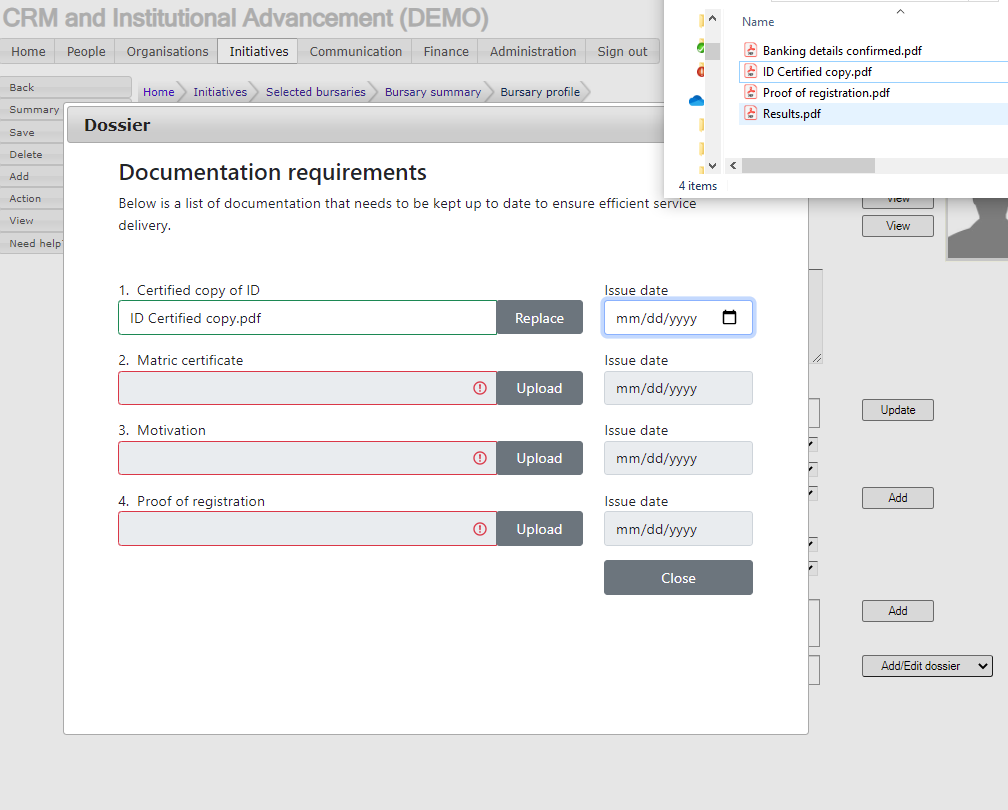 CRM and Institutional Advancement (DEMO)
Home People Organisations Initiatives Communication Finance Administration Sign out
Name
Banking details confirmed.pdf
ID Certified copy.pdf
Proof of registration.pdf
Results.pdf
4 items
Back
Summary
Save
Delete
Add
Action
View
Need help?
Home Initiatives Selected bursaries Bursary summary Bursary profile
Dossier
Documentation requirements
Below is a list of documentation that needs to be kept up to date to ensure efficient service
delivery.
1. Certified copy of ID Issue date
ID Certified copy.pdf Replace mm/dd/yyyy
2. Matric certificate Issue date
Upload mm/dd/yyyy
3. Motivation Issue date
Upload mm/dd/yyyy
4. Proof of registration Issue date
Upload mm/dd/yyyy
Close
View
View
Update
Add
Add
Add/Edit dossier